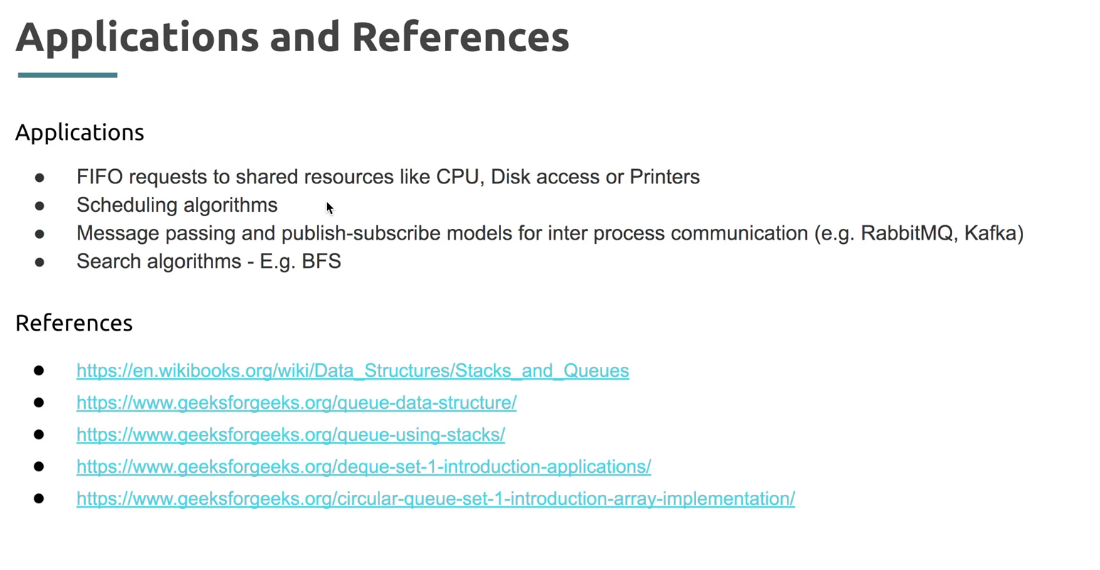 Applications and References
Applications
● FIFO requests to shared resources like CPU, Disk access or Printers
● Scheduling algorithms
● Message passing and publish-subscribe models for inter process communication (e.g. RabbitMQ, Kafka)
● Search algorithms - E.g. BFS
References
● https://en.wikibooks.org/wiki/Data_Structures/Stacks_and_Queues
● https://www.geeksforgeeks.org/queue-data-structure/
● https://www.geeksforgeeks.org/queue-using-stacks/
● https://www.geeksforgeeks.org/deque-set-1-introduction-applications/
● https://www.geeksforgeeks.org/circular-queue-set-1-introduction-array-implementation/